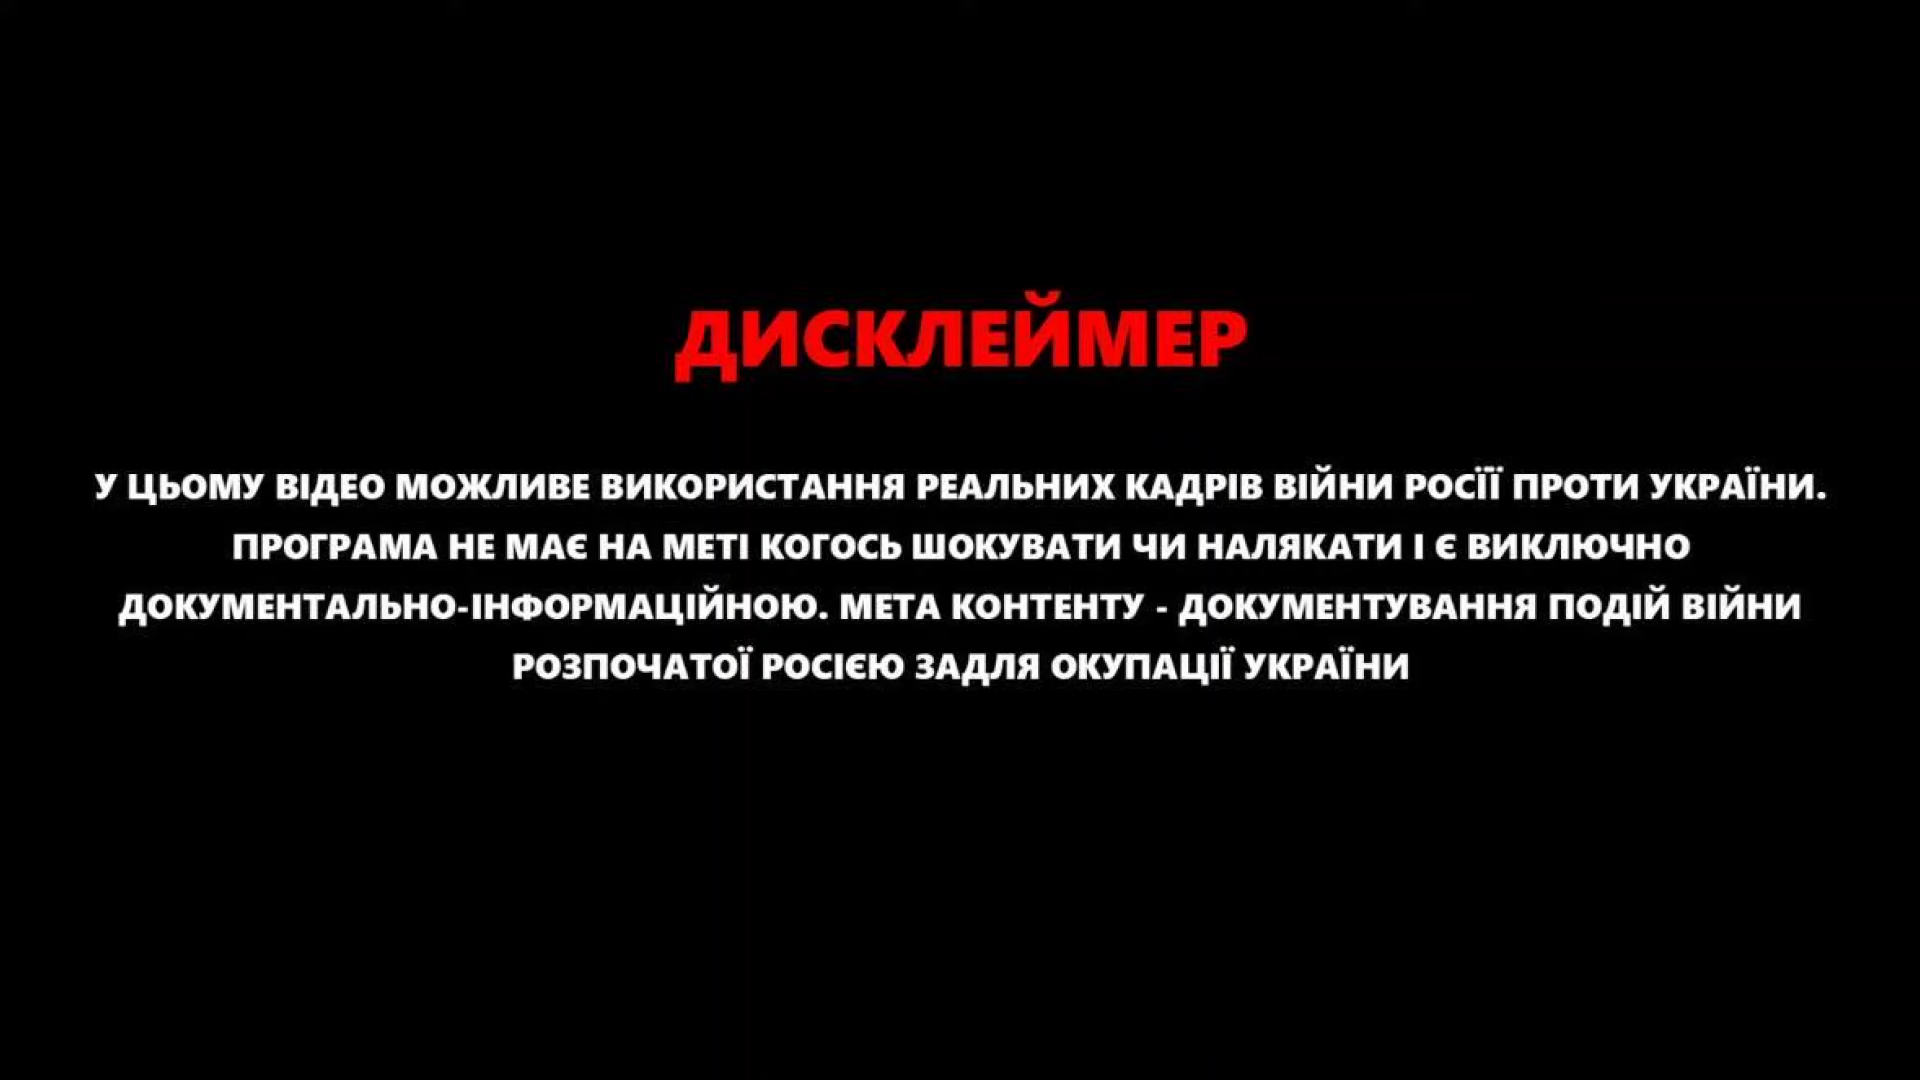 ДИСКЛЕЙМЕР
У ЦЬОМУ ВІДЕО МОЖЛИВЕ ВИКОРИСТАННЯ РЕАЛЬНИХ КАДРІВ ВІЙНИ РОСЇЇ ПРОТИ УКРАЇНИ.
ПРОГРАМА НЕ МАЄ НА МЕТІ КОГОСЬ ШОКУВАТИ ЧИ НАЛЯКАТИ І Є ВИКЛЮЧНО
ДОКУМЕНТАЛЬНО-ІНФОРМАЦІЙНОЮ. МЕТА КОНТЕНТУ - ДОКУМЕНТУВАННЯ ПОДІЙ ВІЙНИ
РОЗПОЧАТОЇ РОСІЄЮ ЗАДЛЯ ОКУПАЦІЇ УКРАЇНИ